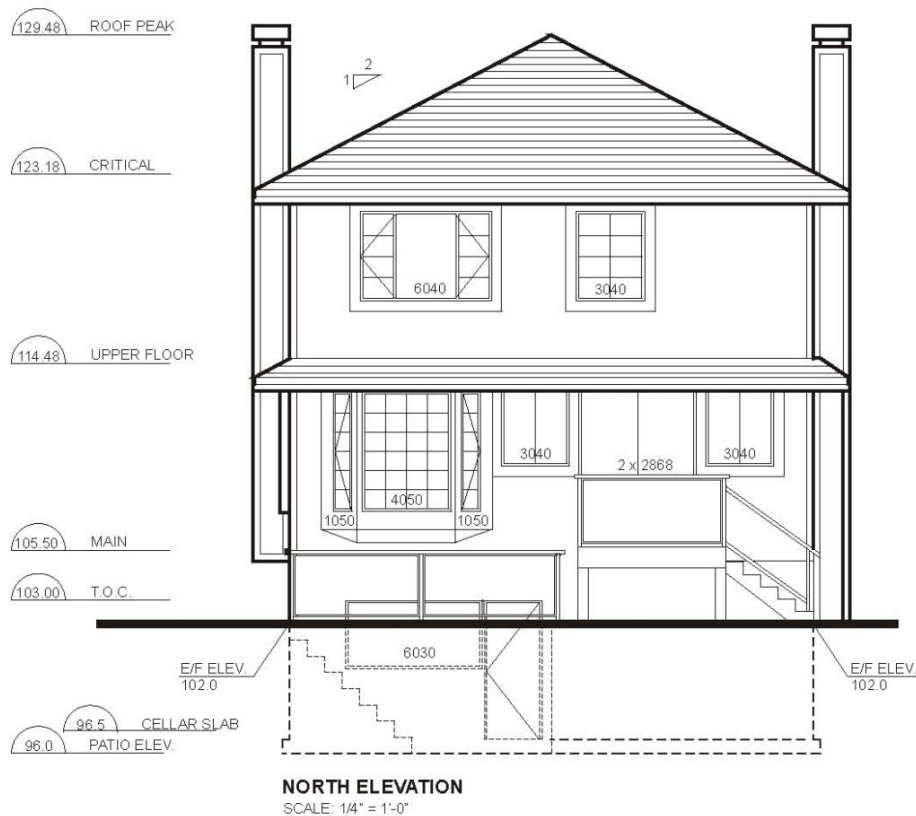 129.48 ROOF PEAK
2
1
123.18 CRITICAL
6040
3040
114.48 UPPER FLOOR
3040
3040
2 x 2868
4050
1050
1050
105.50 MAIN
103.00 T.O.C.
6030
E/F ELEV.
102.0
E/F ELEV.
102.0
96.5 CELLAR SLAB
96.0 PATIO ELEV.
NORTH ELEVATION
SCALE: 1/4" = 1'-0"